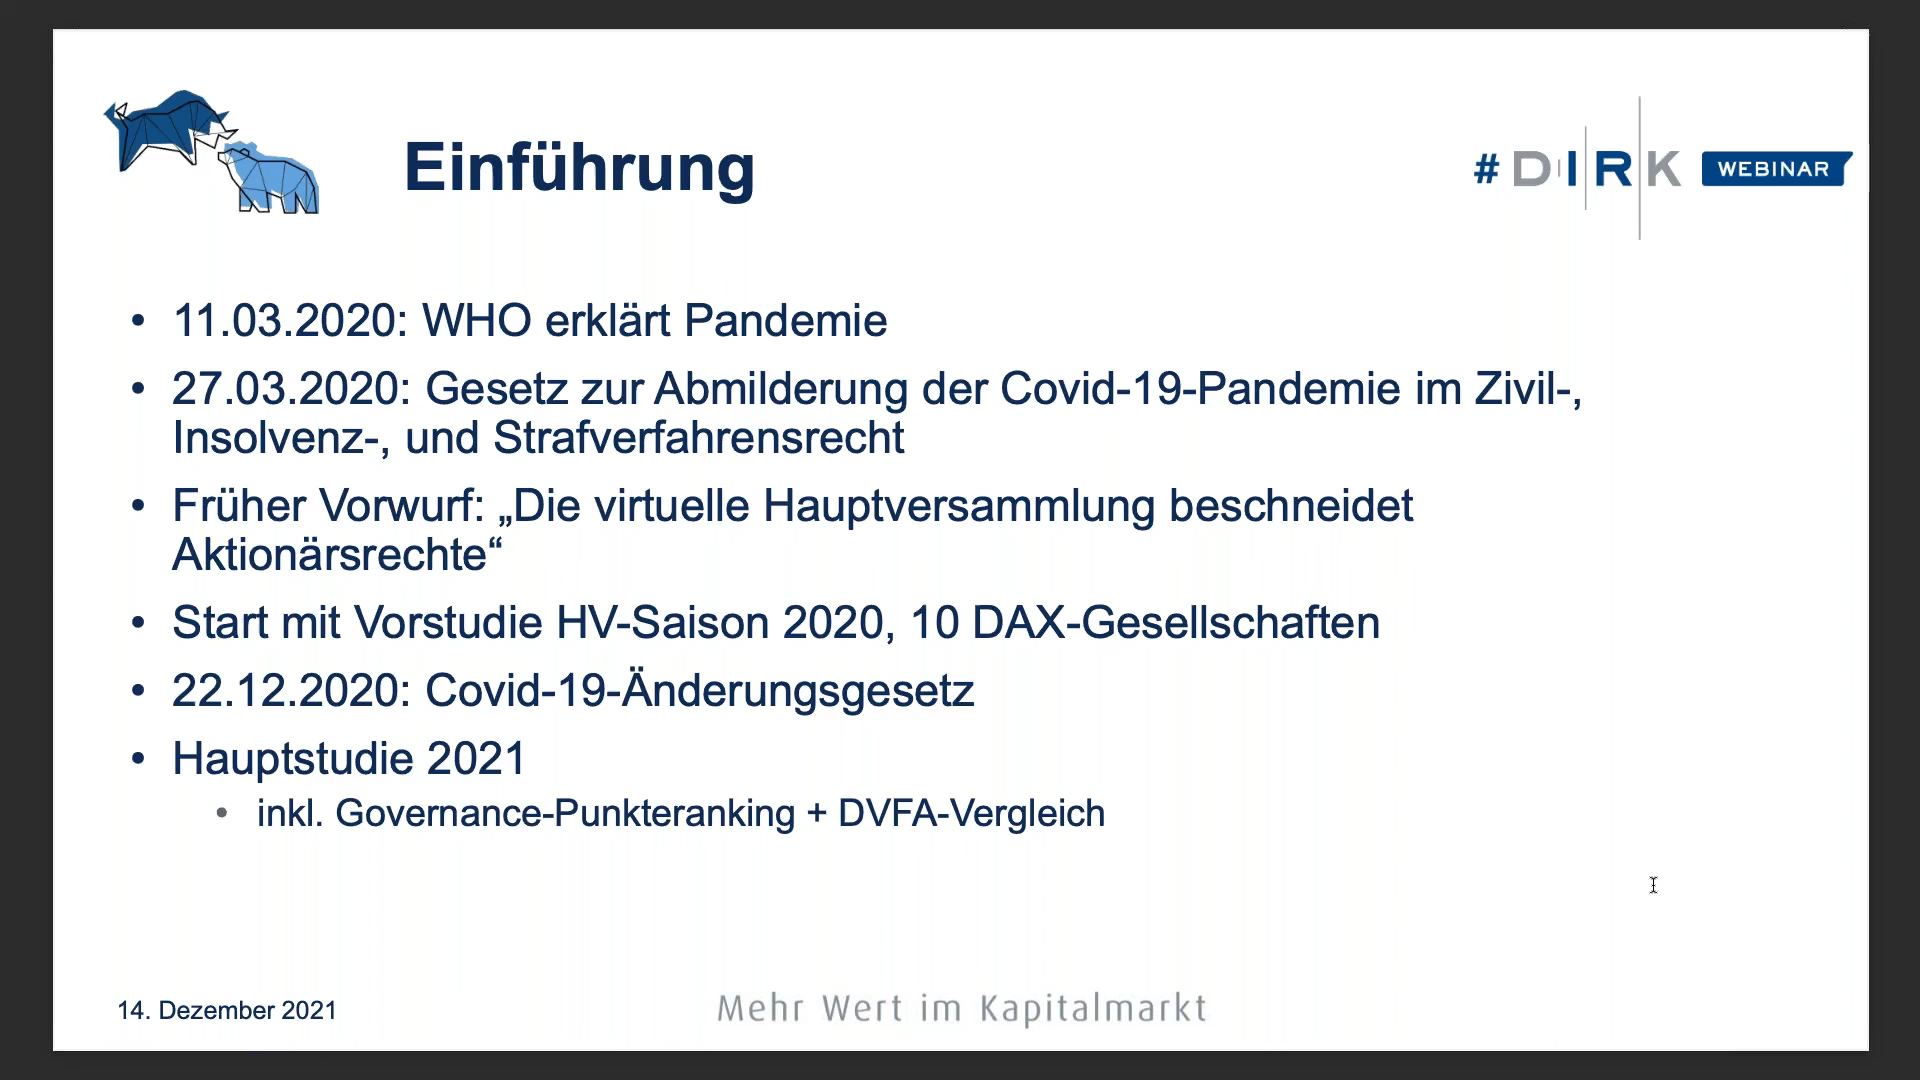 Einführung
# DIRK WEBINAR
• 11.03.2020: WHO erklärt Pandemie
• 27.03.2020: Gesetz zur Abmilderung der Covid-19-Pandemie im Zivil-,
Insolvenz-, und Strafverfahrensrecht
• Früher Vorwurf: „Die virtuelle Hauptversammlung beschneidet
Aktionärsrechte“
• Start mit Vorstudie HV-Saison 2020, 10 DAX-Gesellschaften
• 22.12.2020: Covid-19-Änderungsgesetz
• Hauptstudie 2021
• inkl. Governance-Punkteranking + DVFA-Vergleich
14. Dezember 2021
Mehr Wert im Kapitalmarkt